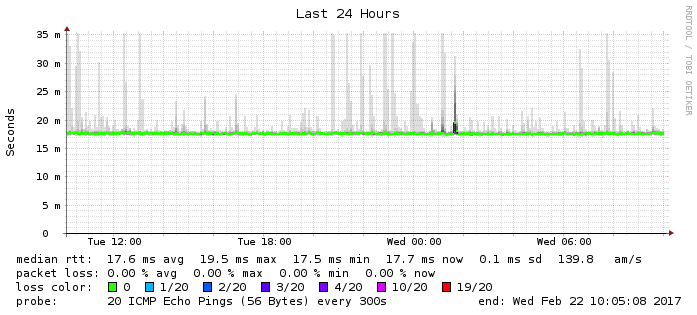 Last 24 Hours
RRDTOOL / TOBI OETIKER
Seconds
35 m
30 m
25 m
20 m
15 m
10 m
5 m
0
Tue 12:00 Tue 18:00 Wed 00:00 Wed 06:00
median rtt: 17.6 ms avg 19.5 ms max 17.5 ms min 17.7 ms now 0.1 ms sd 139.8 am/s
packet loss: 0.00 % avg 0.00 % max 0.00 % min 0.00 % now
loss color: 0 1/20 2/20 3/20 4/20 10/20 19/20
probe: 20 ICMP Echo Pings (56 Bytes) every 300s end: Wed Feb 22 10:05:08 2017